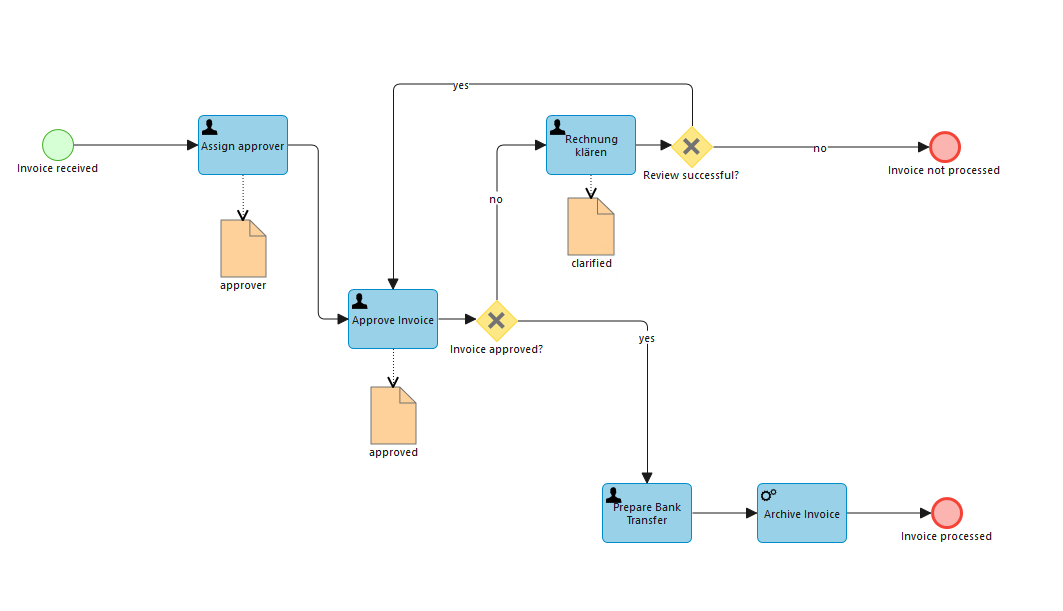 yes
Rechnung
klären
Assign approver
no
Invoice received
Review successful?
Invoice not processed
no
clarified
approver
Approve Invoice
yes
Invoice approved?
approved
Prepare Bank
Transfer
Archive Invoice
Invoice processed